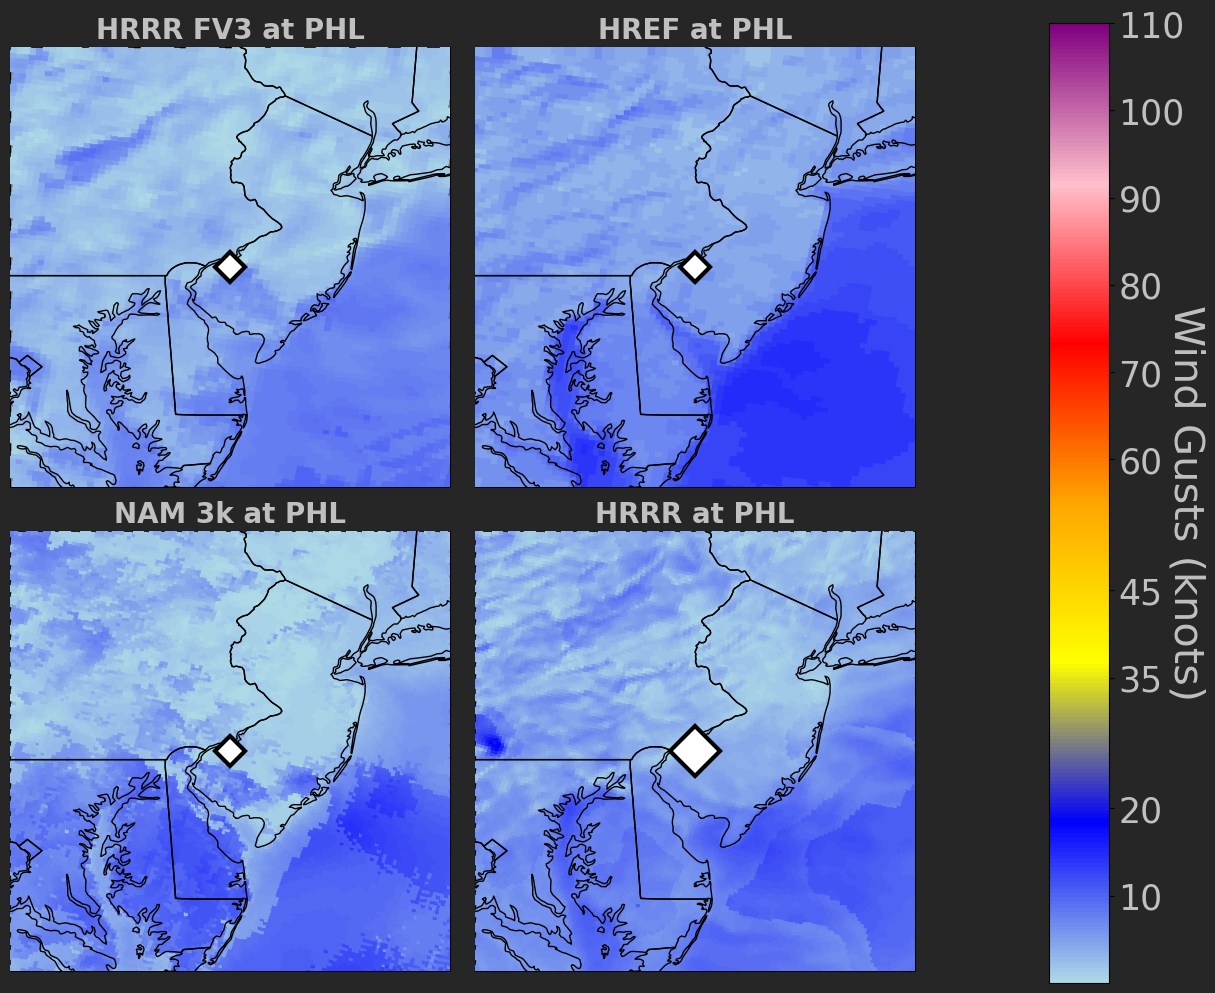 HRRR FV3 at PHL
HREF at PHL
NAM 3k at PHL
HRRR at PHL
110
100
90
80
70
60
45
35
20
10
Wind Gusts (knots)